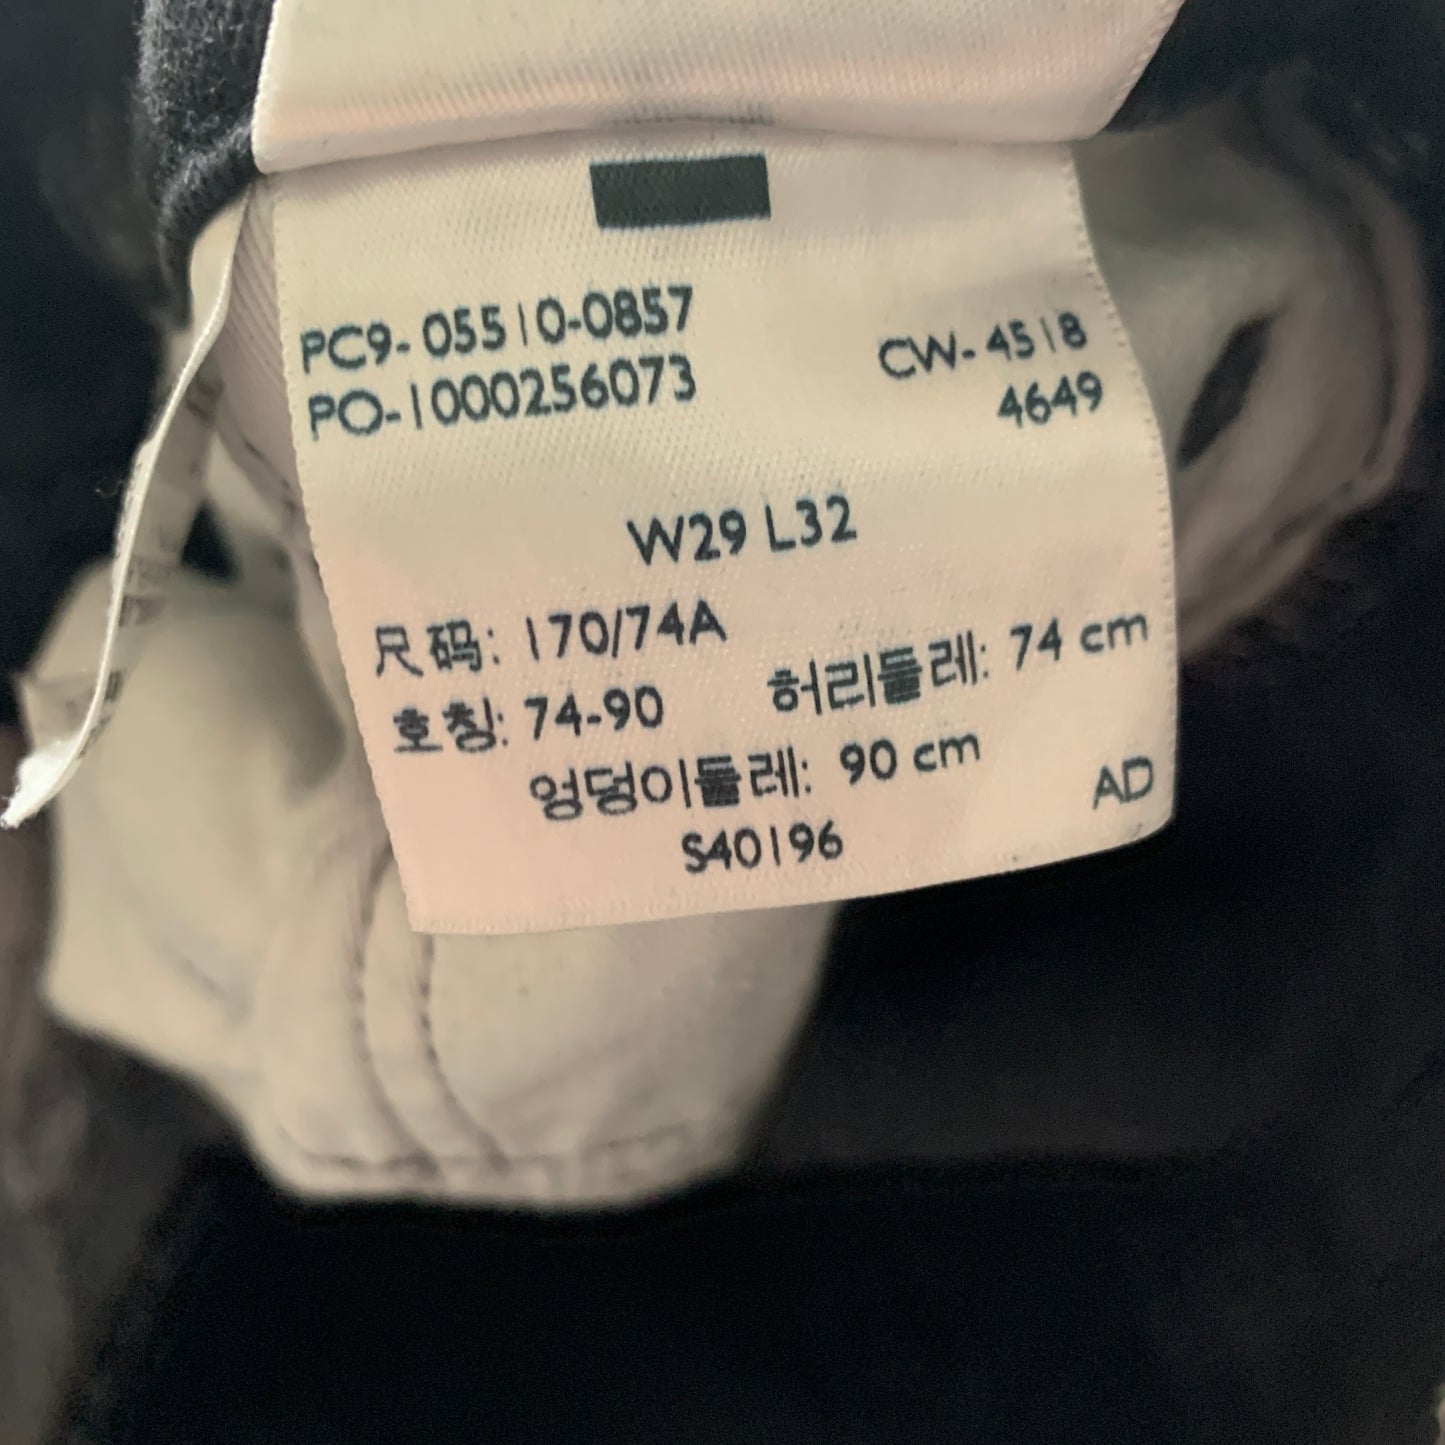 PC9-05510-0857
PO-1000256073
CW-4518
4649
W29 L32
尺码: 170/74A
호칭: 74-90 허리둘레: 74 cm
엉덩이둘레: 90 cm
AD
S40196